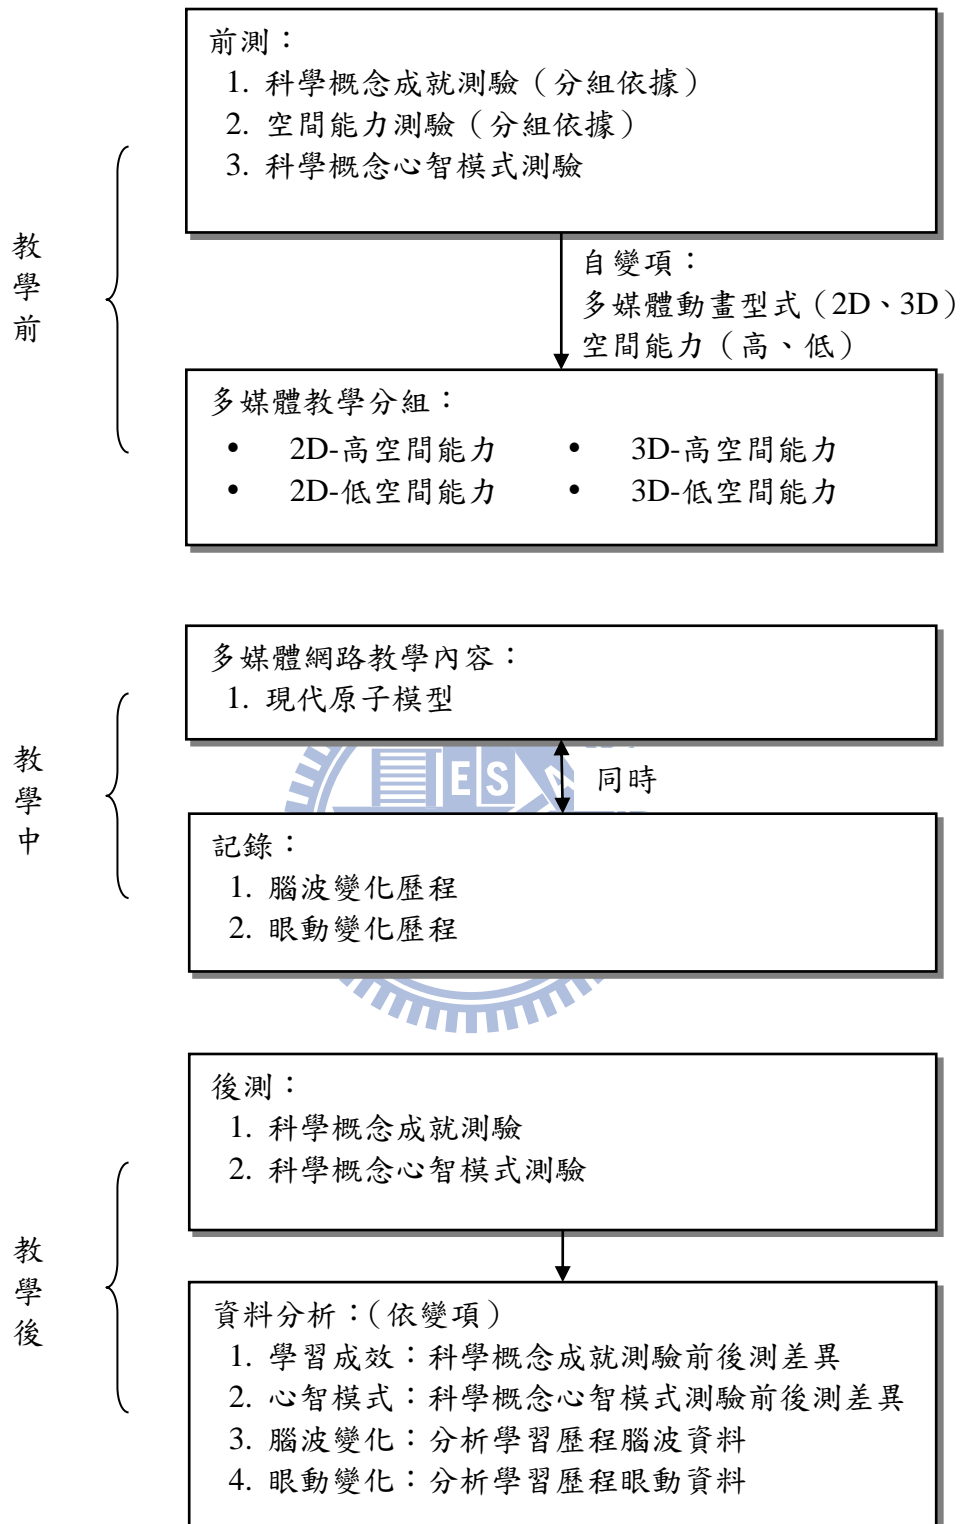 前測：
1. 科學概念成就測驗（分組依據）
2. 空間能力測驗（分組依據）
3. 科學概念心智模式測驗
教學前
自變項：
多媒體動畫型式（2D、3D）
空間能力（高、低）
多媒體教學分組：
• 2D-高空間能力 • 3D-高空間能力
• 2D-低空間能力 • 3D-低空間能力
多媒體網路教學內容：
1. 現代原子模型
教學中
ES
同時
記錄：
1. 腦波變化歷程
2. 眼動變化歷程
後測：
1. 科學概念成就測驗
2. 科學概念心智模式測驗
教學後
資料分析：（依變項）
1. 學習成效：科學概念成就測驗前後測差異
2. 心智模式：科學概念心智模式測驗前後測差異
3. 腦波變化：分析學習歷程腦波資料
4. 眼動變化：分析學習歷程眼動資料